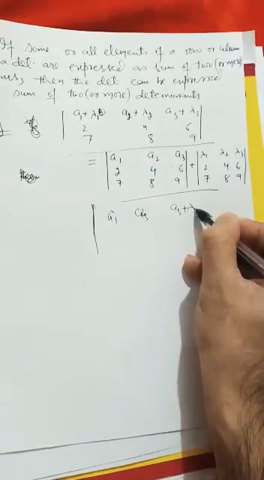 If some or all elements of a row or column
a det. are expressed as sum of two (or more)
then the det can be expressed
sum of two (or more) determinants
a₁+λ₁ a₂+λ₂ a₃+λ₃
2 4 6
7 8 9
= | a₁ a₂ a₃ | + | λ₁ λ₂ λ₃ |
2 4 6 2 4 6
7 8 9 7 8 9
a₁ a₃+λ